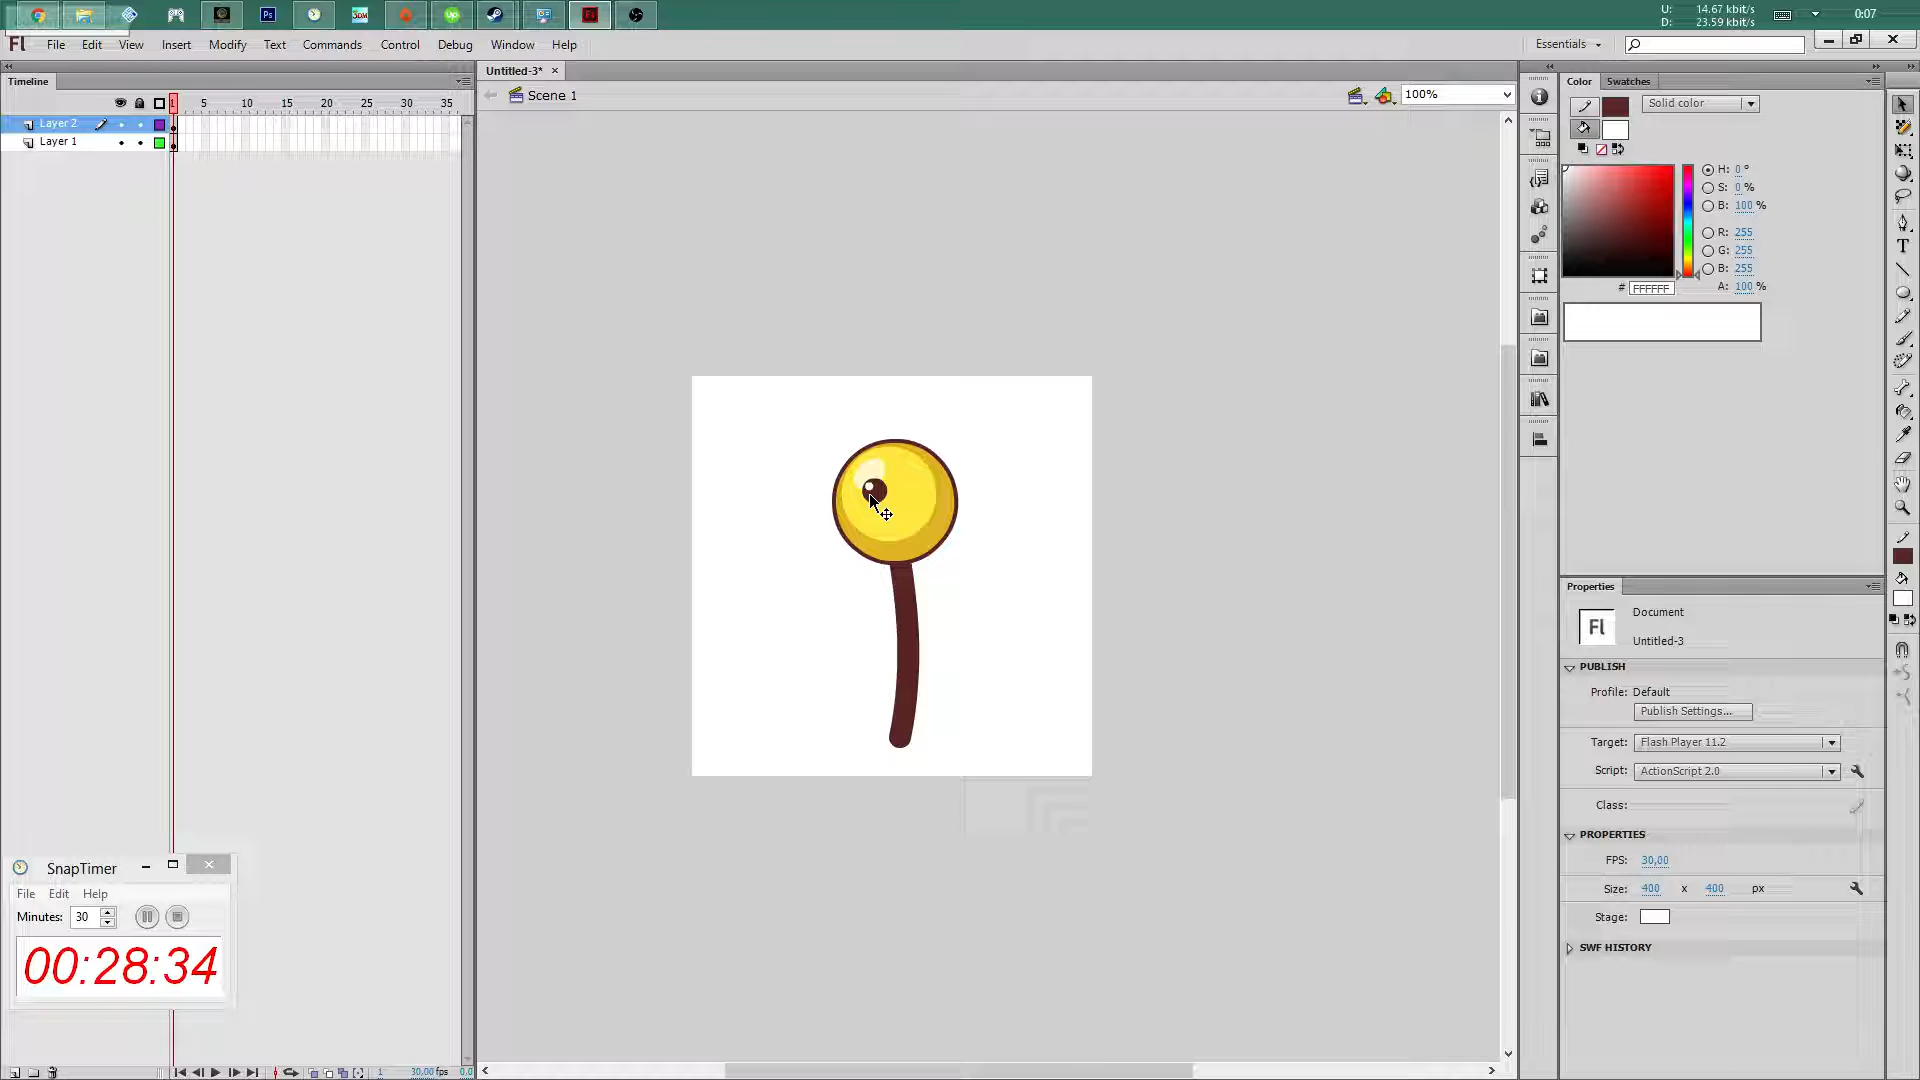 U: 14.67 kbit/s
D: 23.59 kbit/s
0:07
Fl File Edit View Insert Modify Text Commands Control Debug Window Help
Essentials
Timeline
Untitled-3* ×
Color Swatches
1 5 10 15 20 25 30 35
Scene 1
100%
Solid color
Layer 2
Layer 1
H: 0 °
S: 0 %
B: 100 %
R: 255
G: 255
B: 255
# FFFFFF A: 100 %
T
Properties
Fl
Document
Untitled-3
PUBLISH
Profile: Default
Publish Settings...
Target: Flash Player 11.2
Script: ActionScript 2.0
Class:
PROPERTIES
FPS: 30,00
Size: 400 x 400 px
Stage:
SWF HISTORY
SnapTimer
File Edit Help
Minutes: 30
00:28:34
1 30,00 fps 0.0